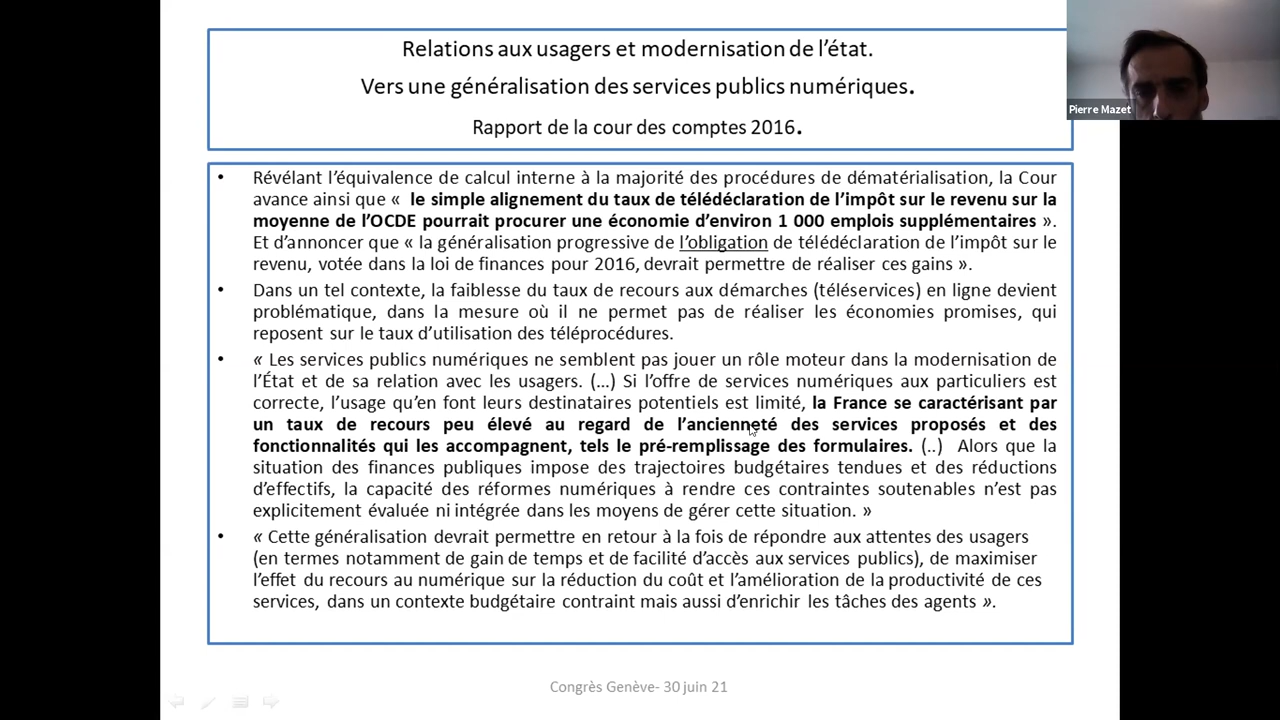 Relations aux usagers et modernisation de l’état.
Vers une généralisation des services publics numériques.
Rapport de la cour des comptes 2016.
Pierre Mazet
• Révélant l’équivalence de calcul interne à la majorité des procédures de dématérialisation, la Cour
avance ainsi que « le simple alignement du taux de télédéclaration de l’impôt sur le revenu sur la
moyenne de l’OCDE pourrait procurer une économie d’environ 1 000 emplois supplémentaires ».
Et d’annoncer que « la généralisation progressive de l’obligation de télédéclaration de l’impôt sur le
revenu, votée dans la loi de finances pour 2016, devrait permettre de réaliser ces gains ».
• Dans un tel contexte, la faiblesse du taux de recours aux démarches (téléservices) en ligne devient
problématique, dans la mesure où il ne permet pas de réaliser les économies promises, qui
reposent sur le taux d’utilisation des téléprocédures.
• « Les services publics numériques ne semblent pas jouer un rôle moteur dans la modernisation de
l’État et de sa relation avec les usagers. (…) Si l’offre de services numériques aux particuliers est
correcte, l’usage qu’en font leurs destinataires potentiels est limité, la France se caractérisant par
un taux de recours peu élevé au regard de l’ancienneté des services proposés et des
fonctionnalités qui les accompagnent, tels le pré-remplissage des formulaires. (..) Alors que la
situation des finances publiques impose des trajectoires budgétaires tendues et des réductions
d’effectifs, la capacité des réformes numériques à rendre ces contraintes soutenables n’est pas
explicitement évaluée ni intégrée dans les moyens de gérer cette situation. »
• « Cette généralisation devrait permettre en retour à la fois de répondre aux attentes des usagers
(en termes notamment de gain de temps et de facilité d’accès aux services publics), de maximiser
l’effet du recours au numérique sur la réduction du coût et l’amélioration de la productivité de ces
services, dans un contexte budgétaire contraint mais aussi d’enrichir les tâches des agents ».
Congrès Genève- 30 juin 21